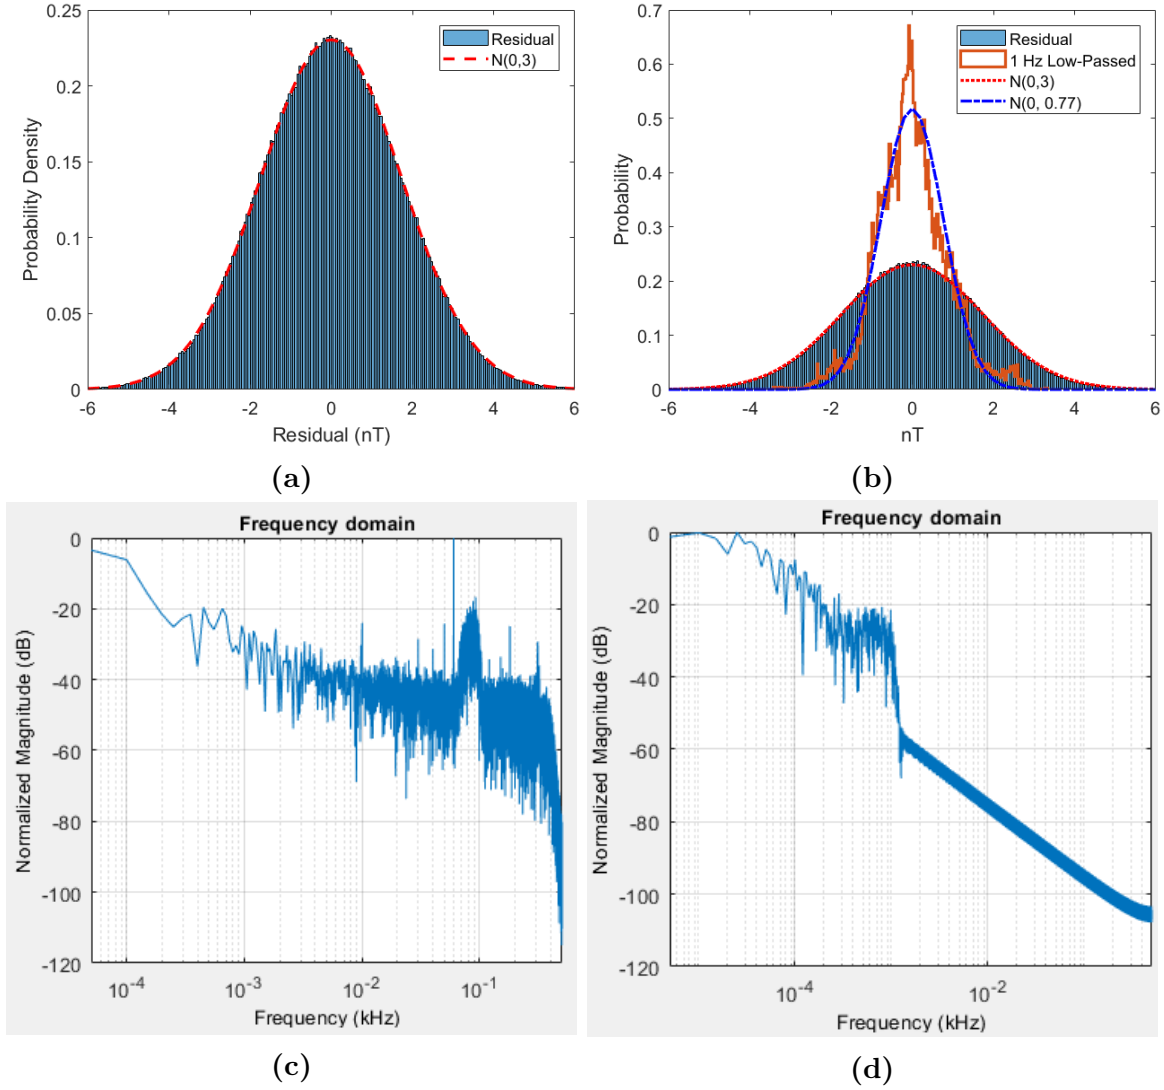 0.25
0.2
0.15
0.1
0.05
0
-6 -4 -2 0 2 4 6
Probability Density
Residual (nT)
Residual
N(0,3)
(a)
0.7
0.6
0.5
0.4
0.3
0.2
0.1
0
-6 -4 -2 0 2 4 6
Probability
nT
Residual
1 Hz Low-Passed
N(0,3)
N(0, 0.77)
(b)
Frequency domain
0
-20
-40
-60
-80
-100
-120
10-4 10-3 10-2 10-1
Normalized Magnitude (dB)
Frequency (kHz)
(c)
Frequency domain
0
-20
-40
-60
-80
-100
-120
10-4 10-2
Normalized Magnitude (dB)
Frequency (kHz)
(d)